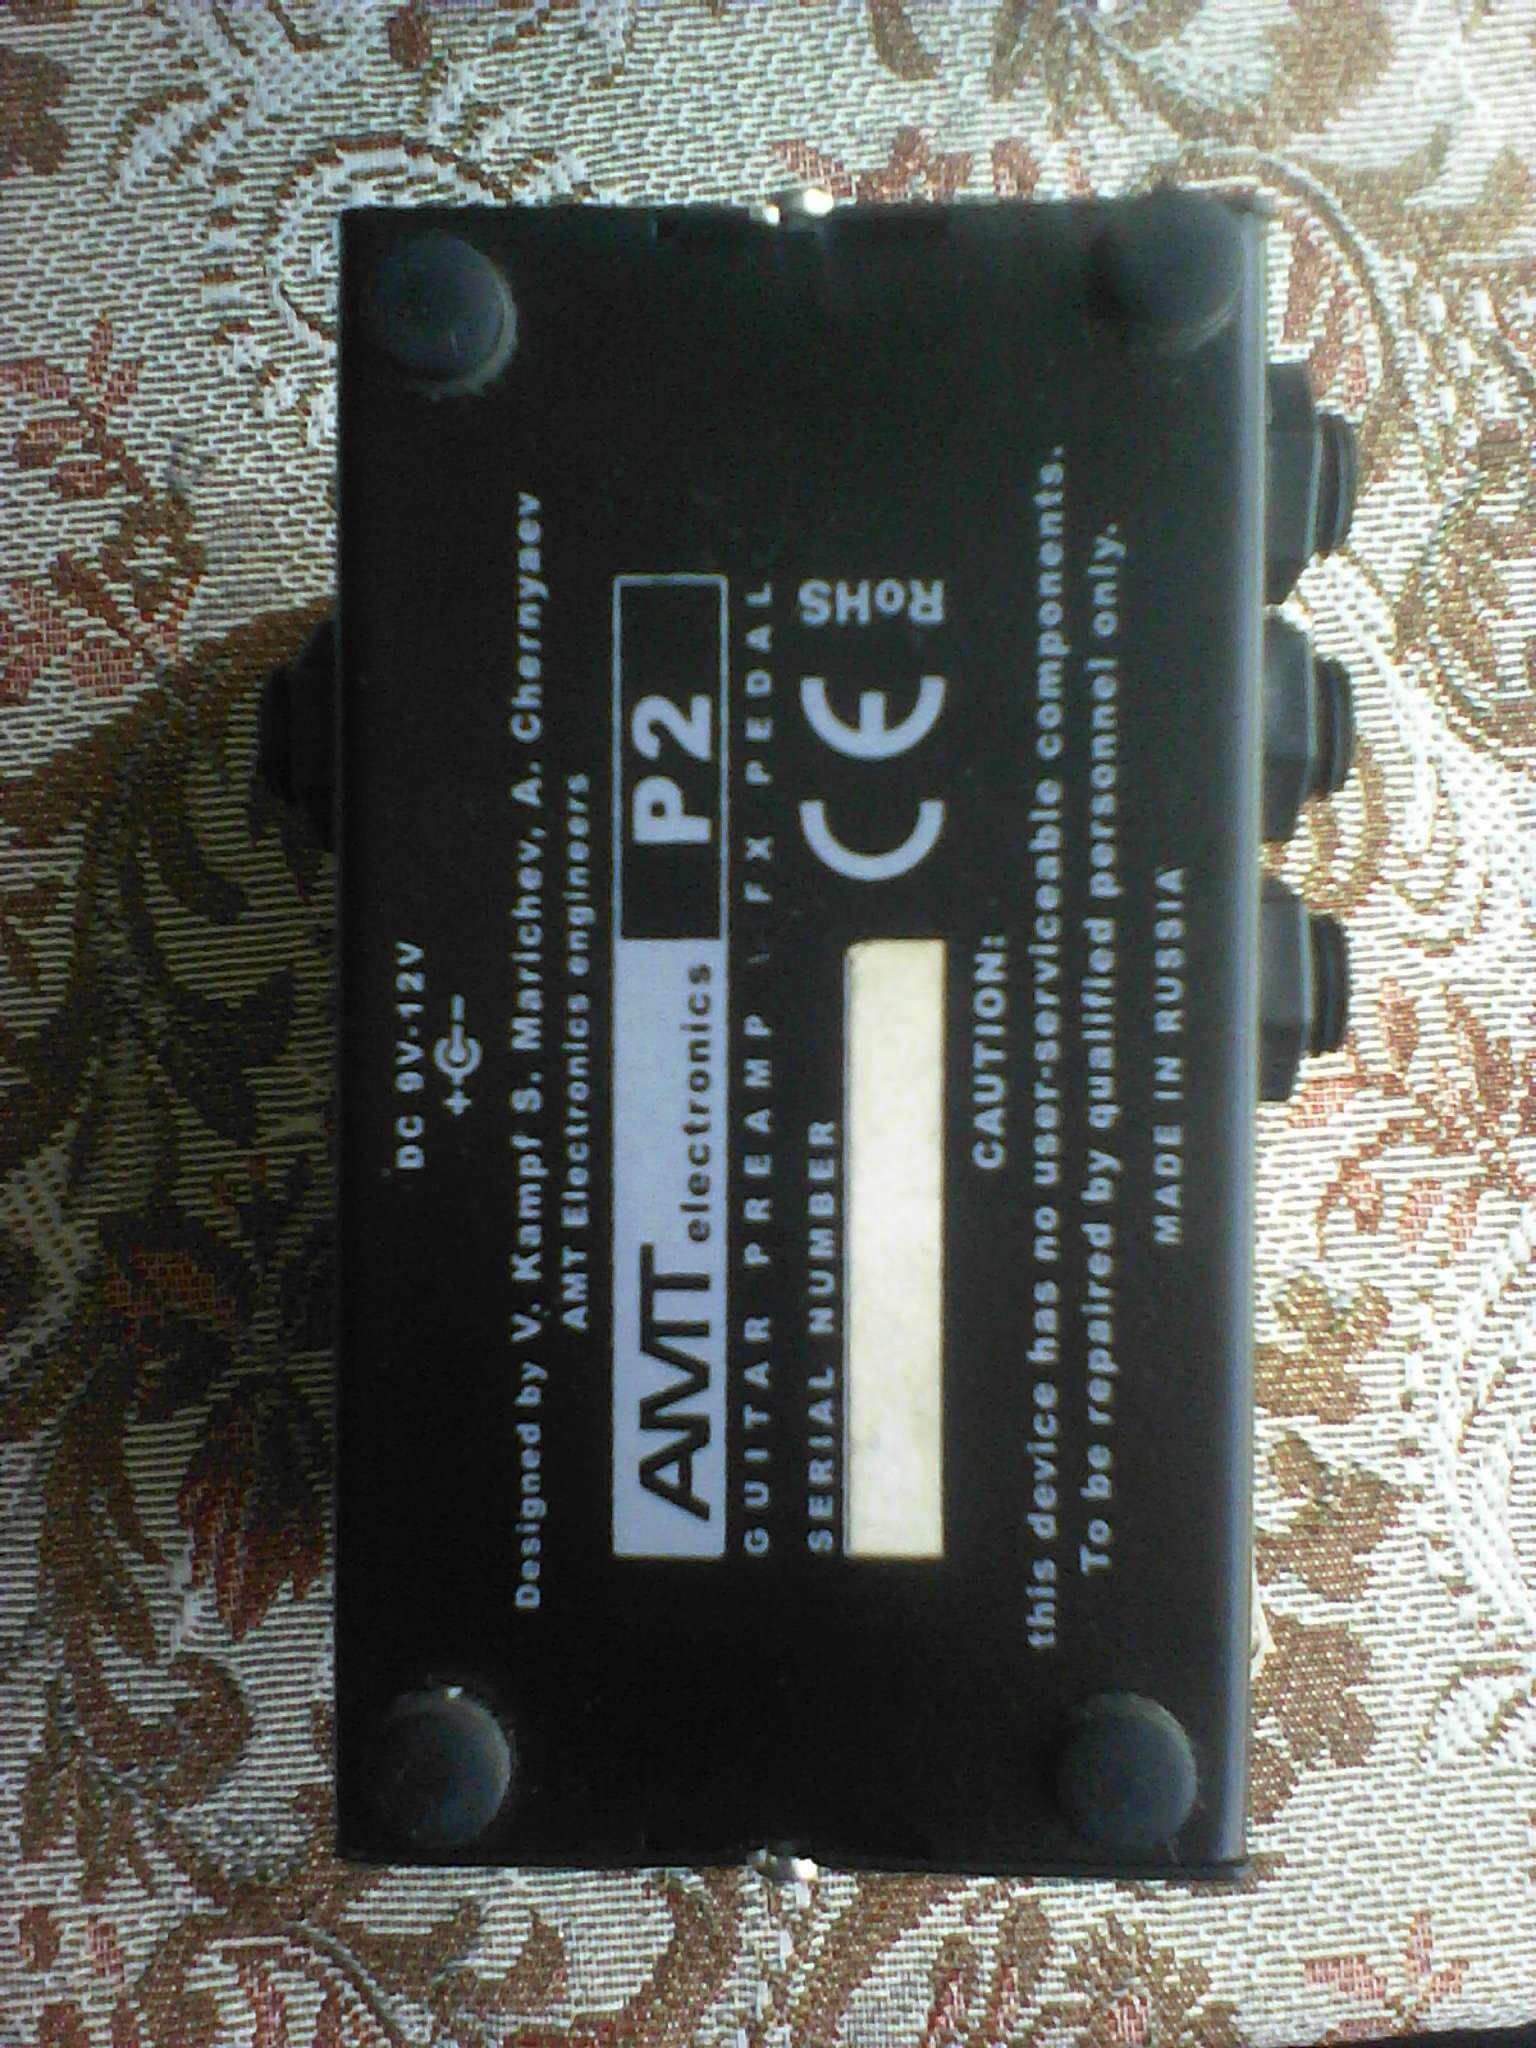 DC 9V-12V
+ -
Designed by V. Kampf S. Marichev, A. Chernyaev
AMT Electronics engineers
AMT electronics P2
GUITAR PREAMP \ FX PEDAL
SERIAL NUMBER
CE RoHS
CAUTION:
this device has no user-serviceable components.
To be repaired by qualified personnel only.
MADE IN RUSSIA